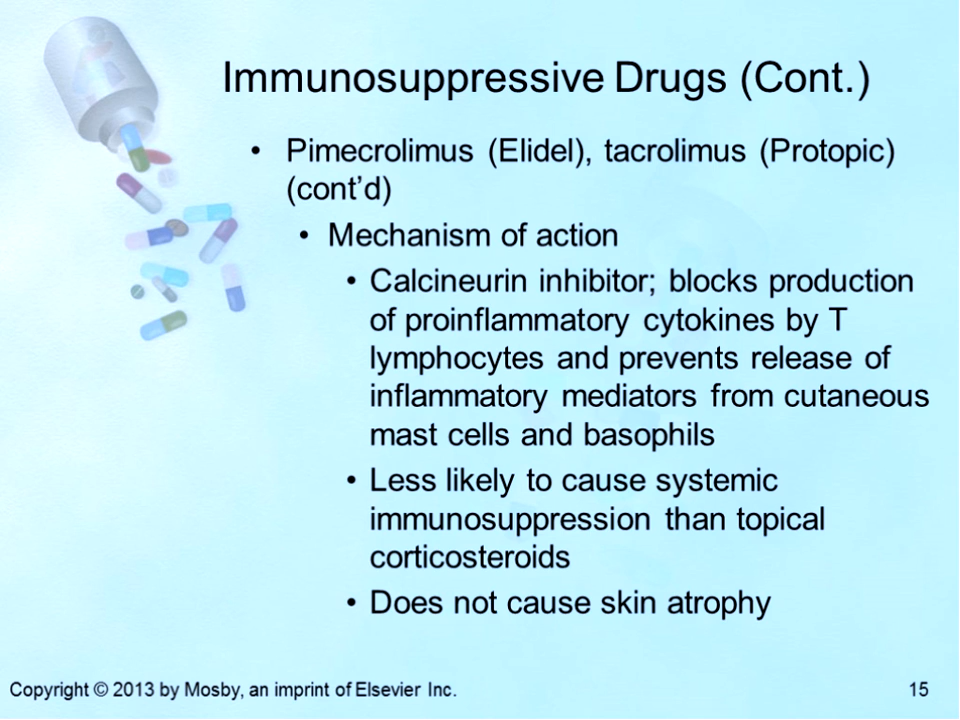 Immunosuppressive Drugs (Cont.)
• Pimecrolimus (Elidel), tacrolimus (Protopic)
(cont’d)
• Mechanism of action
• Calcineurin inhibitor; blocks production
of proinflammatory cytokines by T
lymphocytes and prevents release of
inflammatory mediators from cutaneous
mast cells and basophils
• Less likely to cause systemic
immunosuppression than topical
corticosteroids
• Does not cause skin atrophy
Copyright © 2013 by Mosby, an imprint of Elsevier Inc.
15